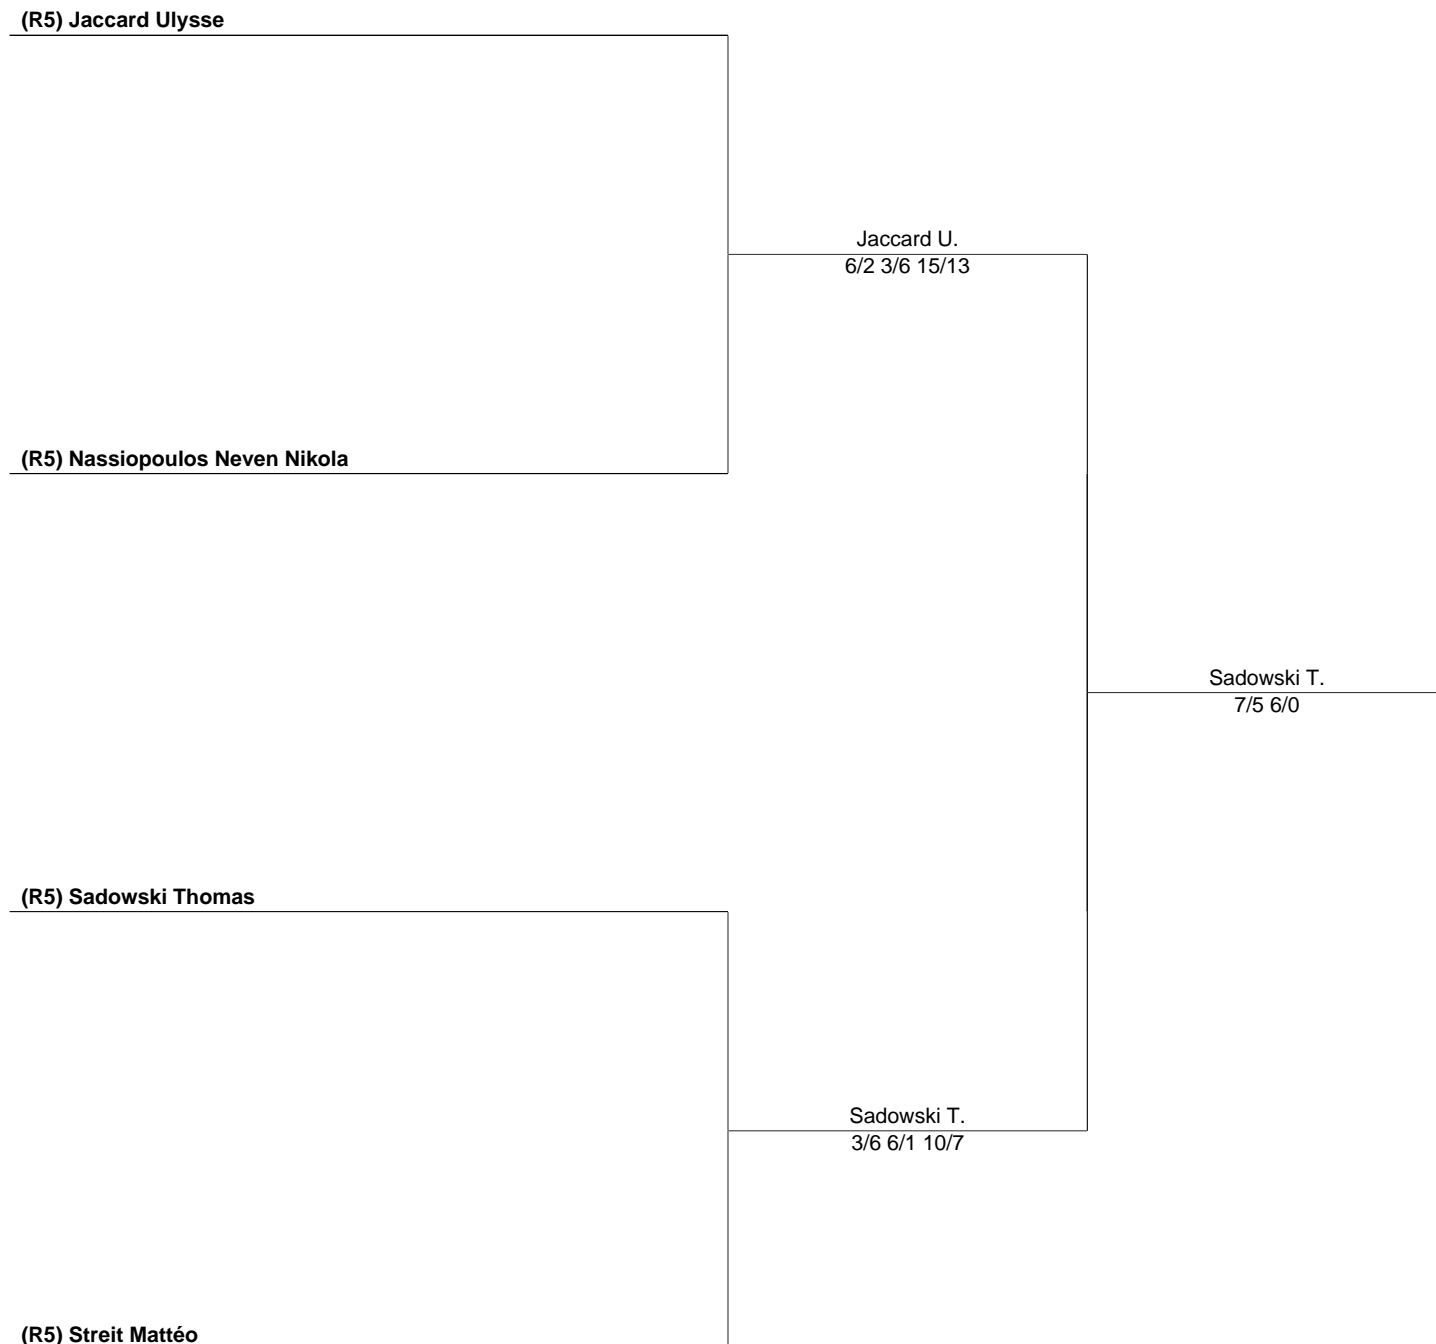 (R5) Jaccard Ulysse
Jaccard U.
6/2 3/6 15/13
(R5) Nassiopoulos Neven Nikola
Sadowski T.
7/5 6/0
(R5) Sadowski Thomas
Sadowski T.
3/6 6/1 10/7
(R5) Streit Mattéo